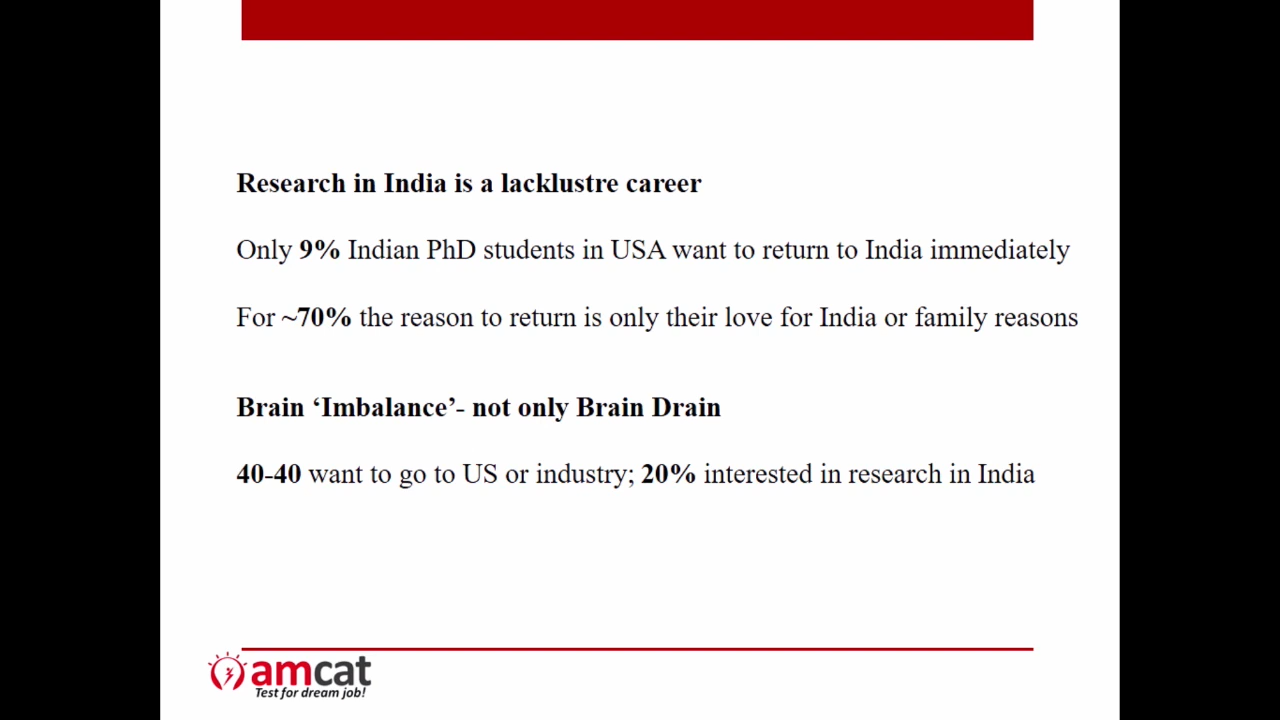 Research in India is a lacklustre career
Only 9% Indian PhD students in USA want to return to India immediately
For ~70% the reason to return is only their love for India or family reasons
Brain ‘Imbalance’- not only Brain Drain
40-40 want to go to US or industry; 20% interested in research in India
amcat
Test for dream job!